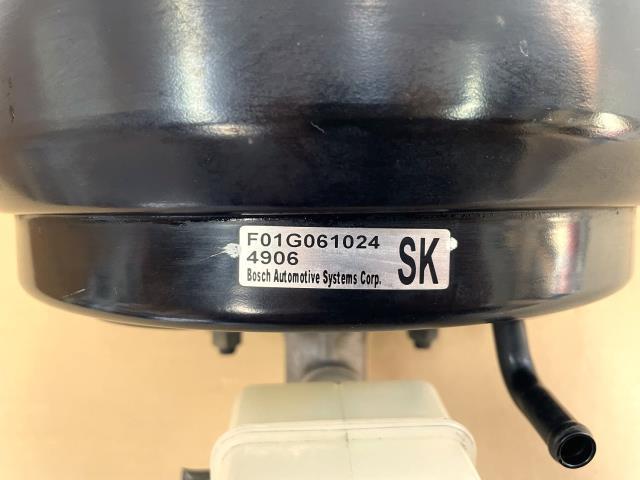 F01G061024
4906 SK
Bosch Automotive Systems Corp.